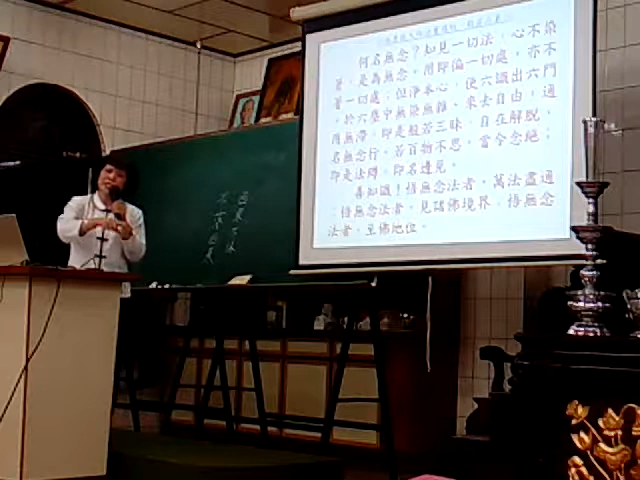 何名無念？知見一切法，心不染
著，是為無念。用即徧一切處，亦不
著一切處。但淨本心，使六識出六門
，於六塵中無染無雜，來去自由，通
用無滯，即是般若三昧，自在解脫，
名無念行。若百物不思，當令念絕；
即是法縛，即名邊見。
善知識！悟無念法者，萬法盡通
；悟無念法者，見諸佛境界；悟無念
法者，至佛地位。